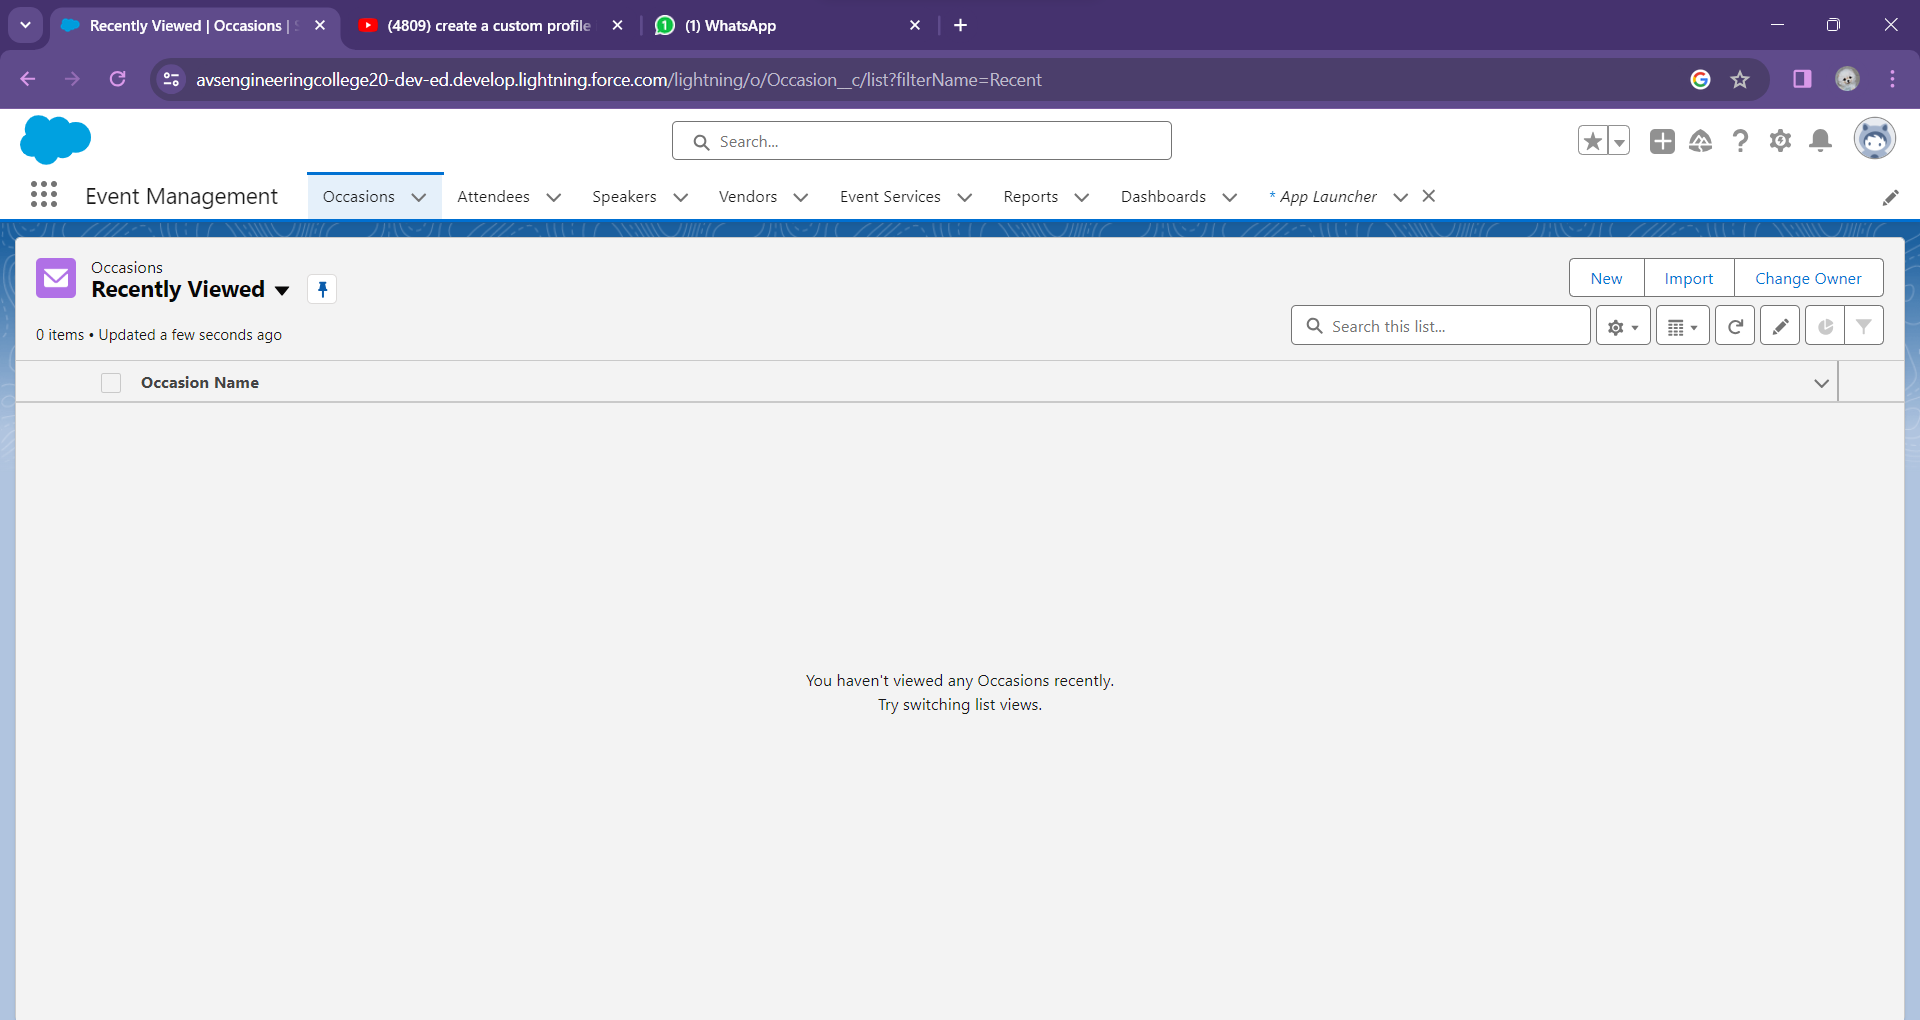 Recently Viewed | Occasions |
(4809) create a custom profile
(1) WhatsApp
avsengineeringcollege20-dev-ed.develop.lightning.force.com/lightning/o/Occasion__c/list?filterName=Recent
Search...
Event Management
Occasions
Attendees
Speakers
Vendors
Event Services
Reports
Dashboards
* App Launcher
Occasions
Recently Viewed
New
Import
Change Owner
0 items • Updated a few seconds ago
Search this list...
Occasion Name
You haven't viewed any Occasions recently.
Try switching list views.